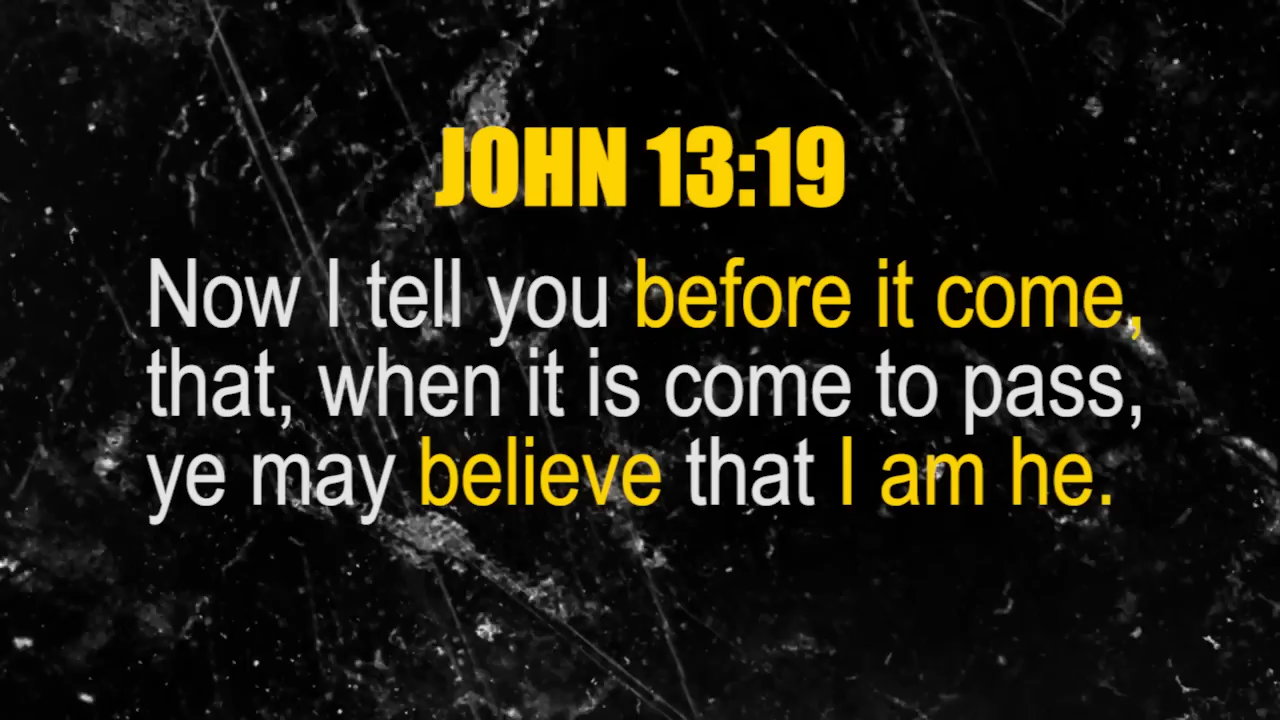 JOHN 13:19
Now I tell you before it come,
that, when it is come to pass,
ye may believe that I am he.